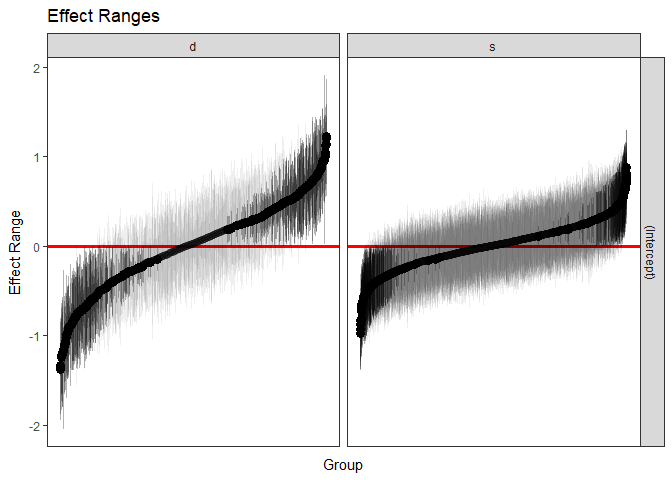 Effect Ranges
d
s
2
1
0
-1
-2
Effect Range
(Intercept)
Group